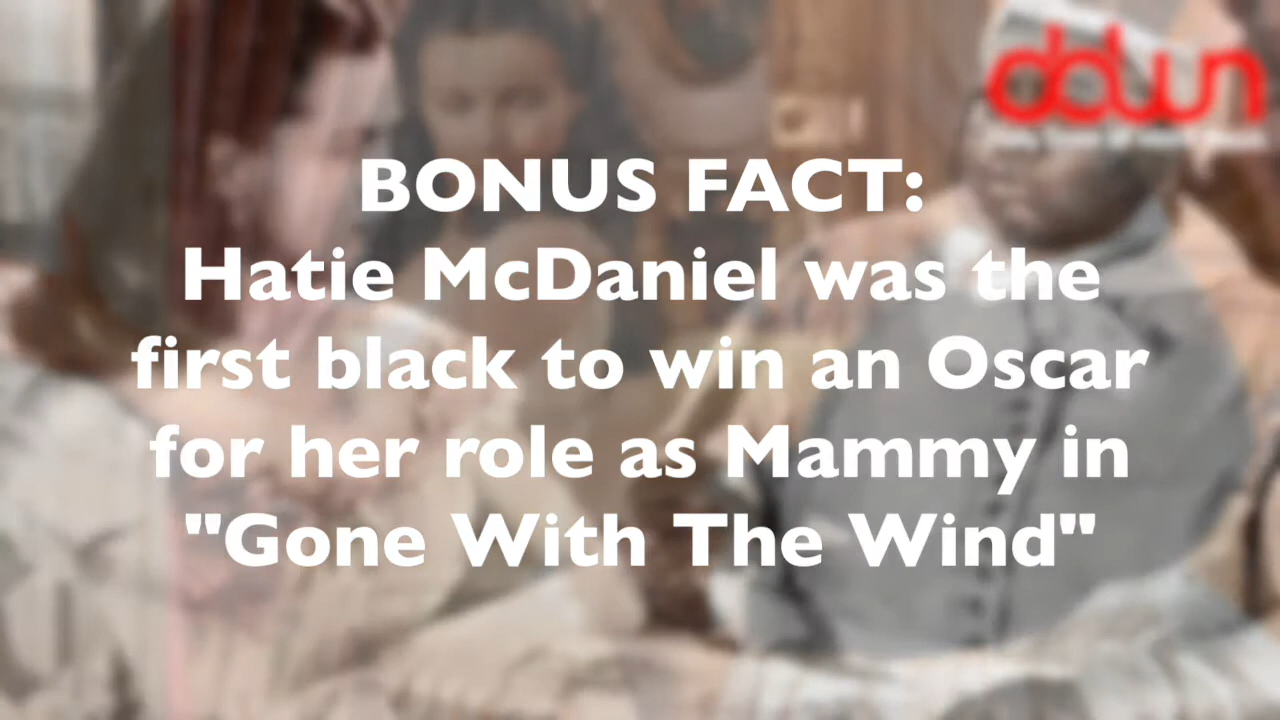 ddwn
BONUS FACT:
Hatie McDaniel was the
first black to win an Oscar
for her role as Mammy in
"Gone With The Wind"